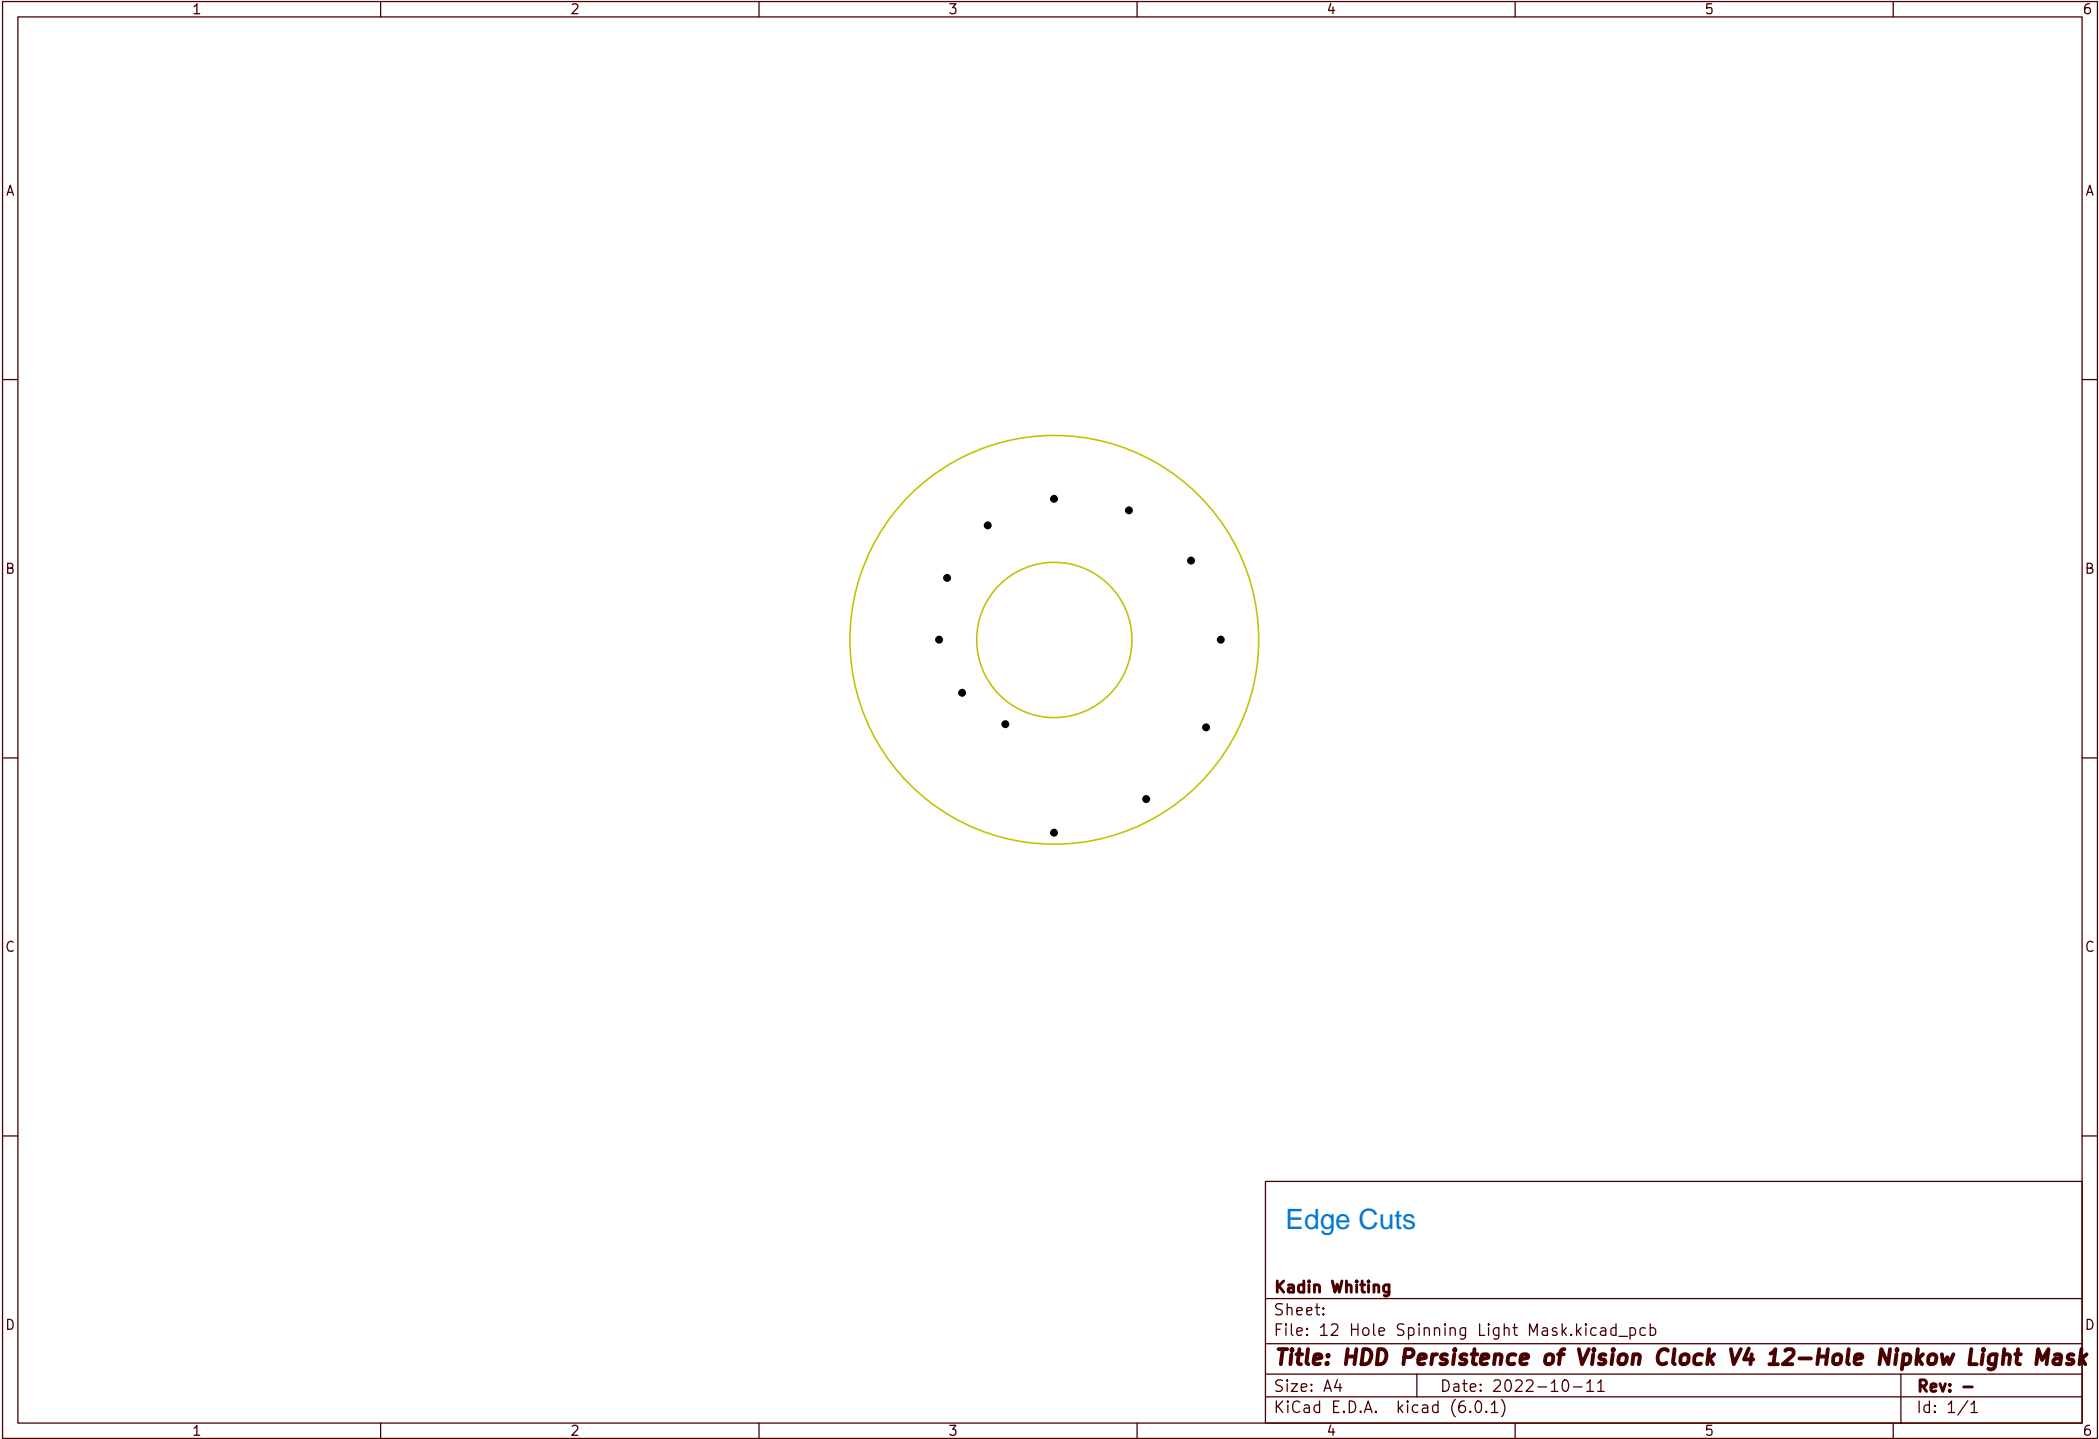 1 2 3 4 5 6
A A
B B
C C
Edge Cuts
Kadin Whiting
Sheet:
D D
File: 12 Hole Spinning Light Mask.kicad_pcb
Title: HDD Persistence of Vision Clock V4 12-Hole Nipkow Light Mask
Size: A4 Date: 2022-10-11 Rev: -
KiCad E.D.A. kicad (6.0.1) Id: 1/1
1 2 3 4 5 6